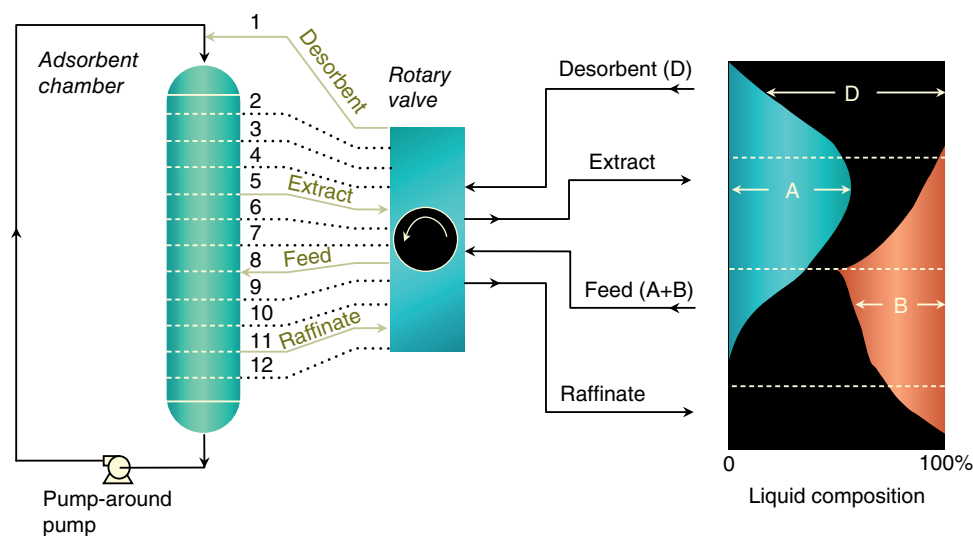 1
Adsorbent
chamber
Desorbent
Rotary
valve
Desorbent (D)
D
2
3
4
Extract
5
Extract
A
6
7
8
Feed
Feed (A+B)
9
B
10
11
Raffinate
12
Raffinate
0
100%
Liquid composition
Pump-around
pump